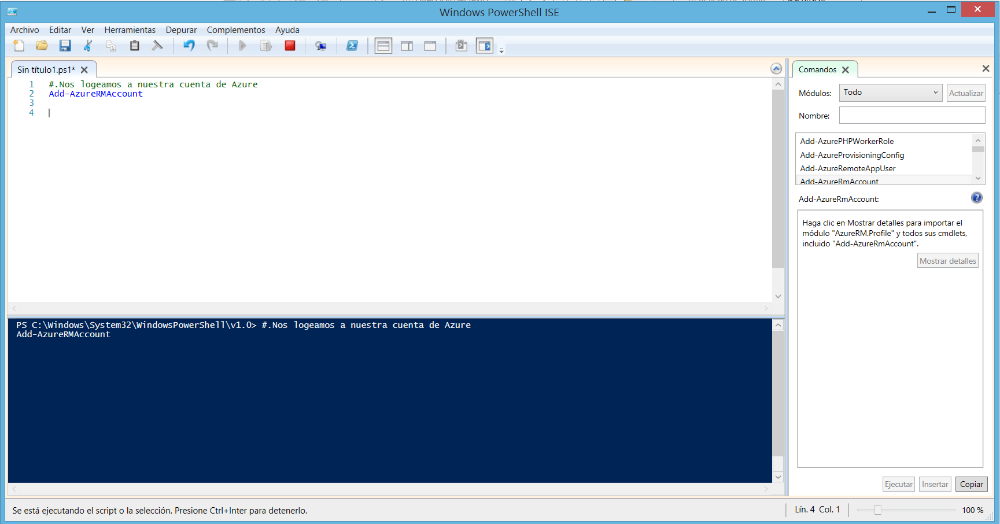 Windows PowerShell ISE
Archivo Editar Ver Herramientas Depurar Complementos Ayuda
Sin título1.ps1*
1 #.Nos logeamos a nuestra cuenta de Azure
2 Add-AzureRMAccount
3
4
PS C:\Windows\System32\WindowsPowerShell\v1.0> #.Nos logeamos a nuestra cuenta de Azure
Add-AzureRMAccount
Comandos
Módulos: Todo Actualizar
Nombre:
Add-AzurePHPWorkerRole
Add-AzureProvisioningConfig
Add-AzureRemoteAppUser
Add-AzureRmAccount
Add-AzureRmAccount:
Haga clic en Mostrar detalles para importar el
módulo "AzureRM.Profile" y todos sus cmdlets,
incluido "Add-AzureRmAccount".
Mostrar detalles
Ejecutar Insertar Copiar
Se está ejecutando el script o la selección. Presione Ctrl+Inter para detenerlo.
Lín. 4 Col. 1
100 %